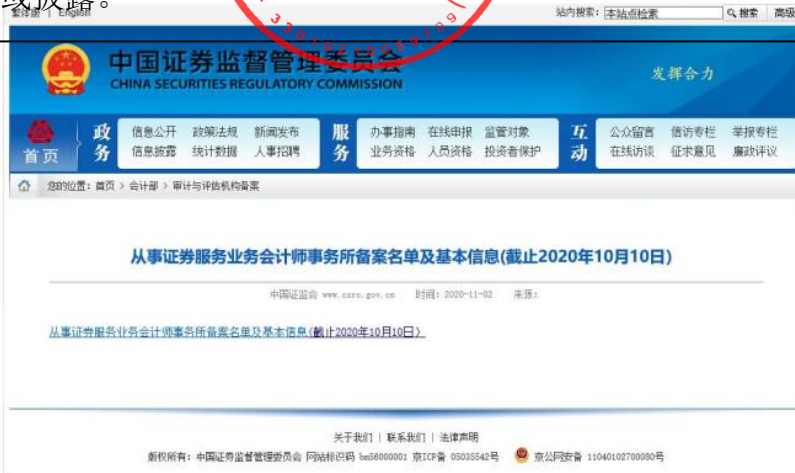 或披露。
繁体版 | English
站内搜索: 本站点检索 搜索 高级
中国证券监督管理委员会
CHINA SECURITIES REGULATORY COMMISSION
发挥合力
首页
政务
信息公开 政策法规 新闻发布
信息披露 统计数据 人事招聘
服务
办事指南 在线申报 监管对象
业务资格 人员资格 投资者保护
互动
公众留言 信访专栏 举报专栏
在线访谈 征求意见 廉政评议
您的位置: 首页 > 会计部 > 审计与评估机构备案
从事证券服务业务会计师事务所备案名单及基本信息(截止2020年10月10日)
中国证监会 www.csrc.gov.cn 时间: 2020-11-02 来源:
从事证券服务业务会计师事务所备案名单及基本信息(截止2020年10月10日)
关于我们 | 联系我们 | 法律声明
版权所有: 中国证券监督管理委员会 网站标识码 bm56000001 京ICP备 05035542号 京公网安备 11040102700080号